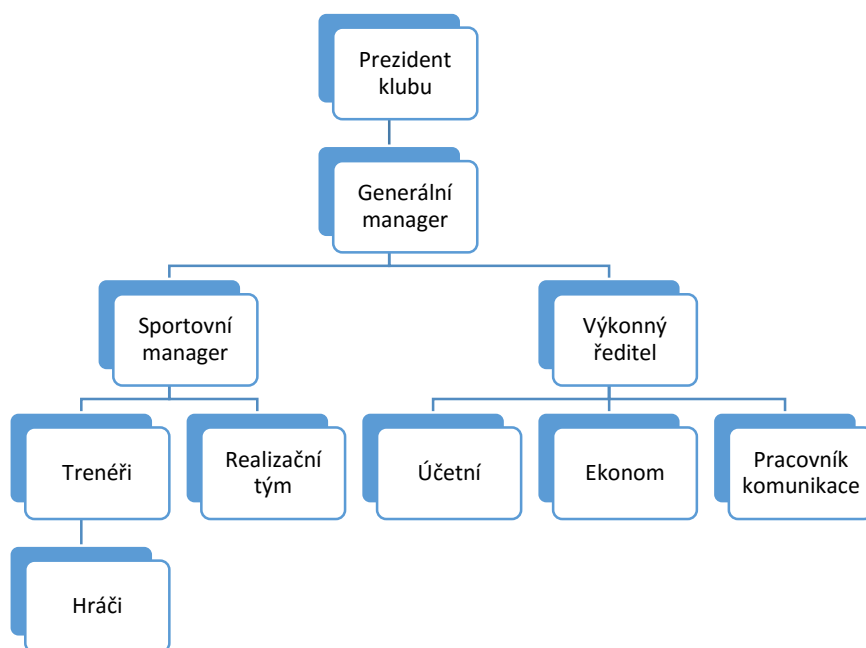 Prezident
klubu
Generální
manager
Sportovní
manager
Výkonný
ředitel
Trenéři
Realizační
tým
Účetní
Ekonom
Pracovník
komunikace
Hráči